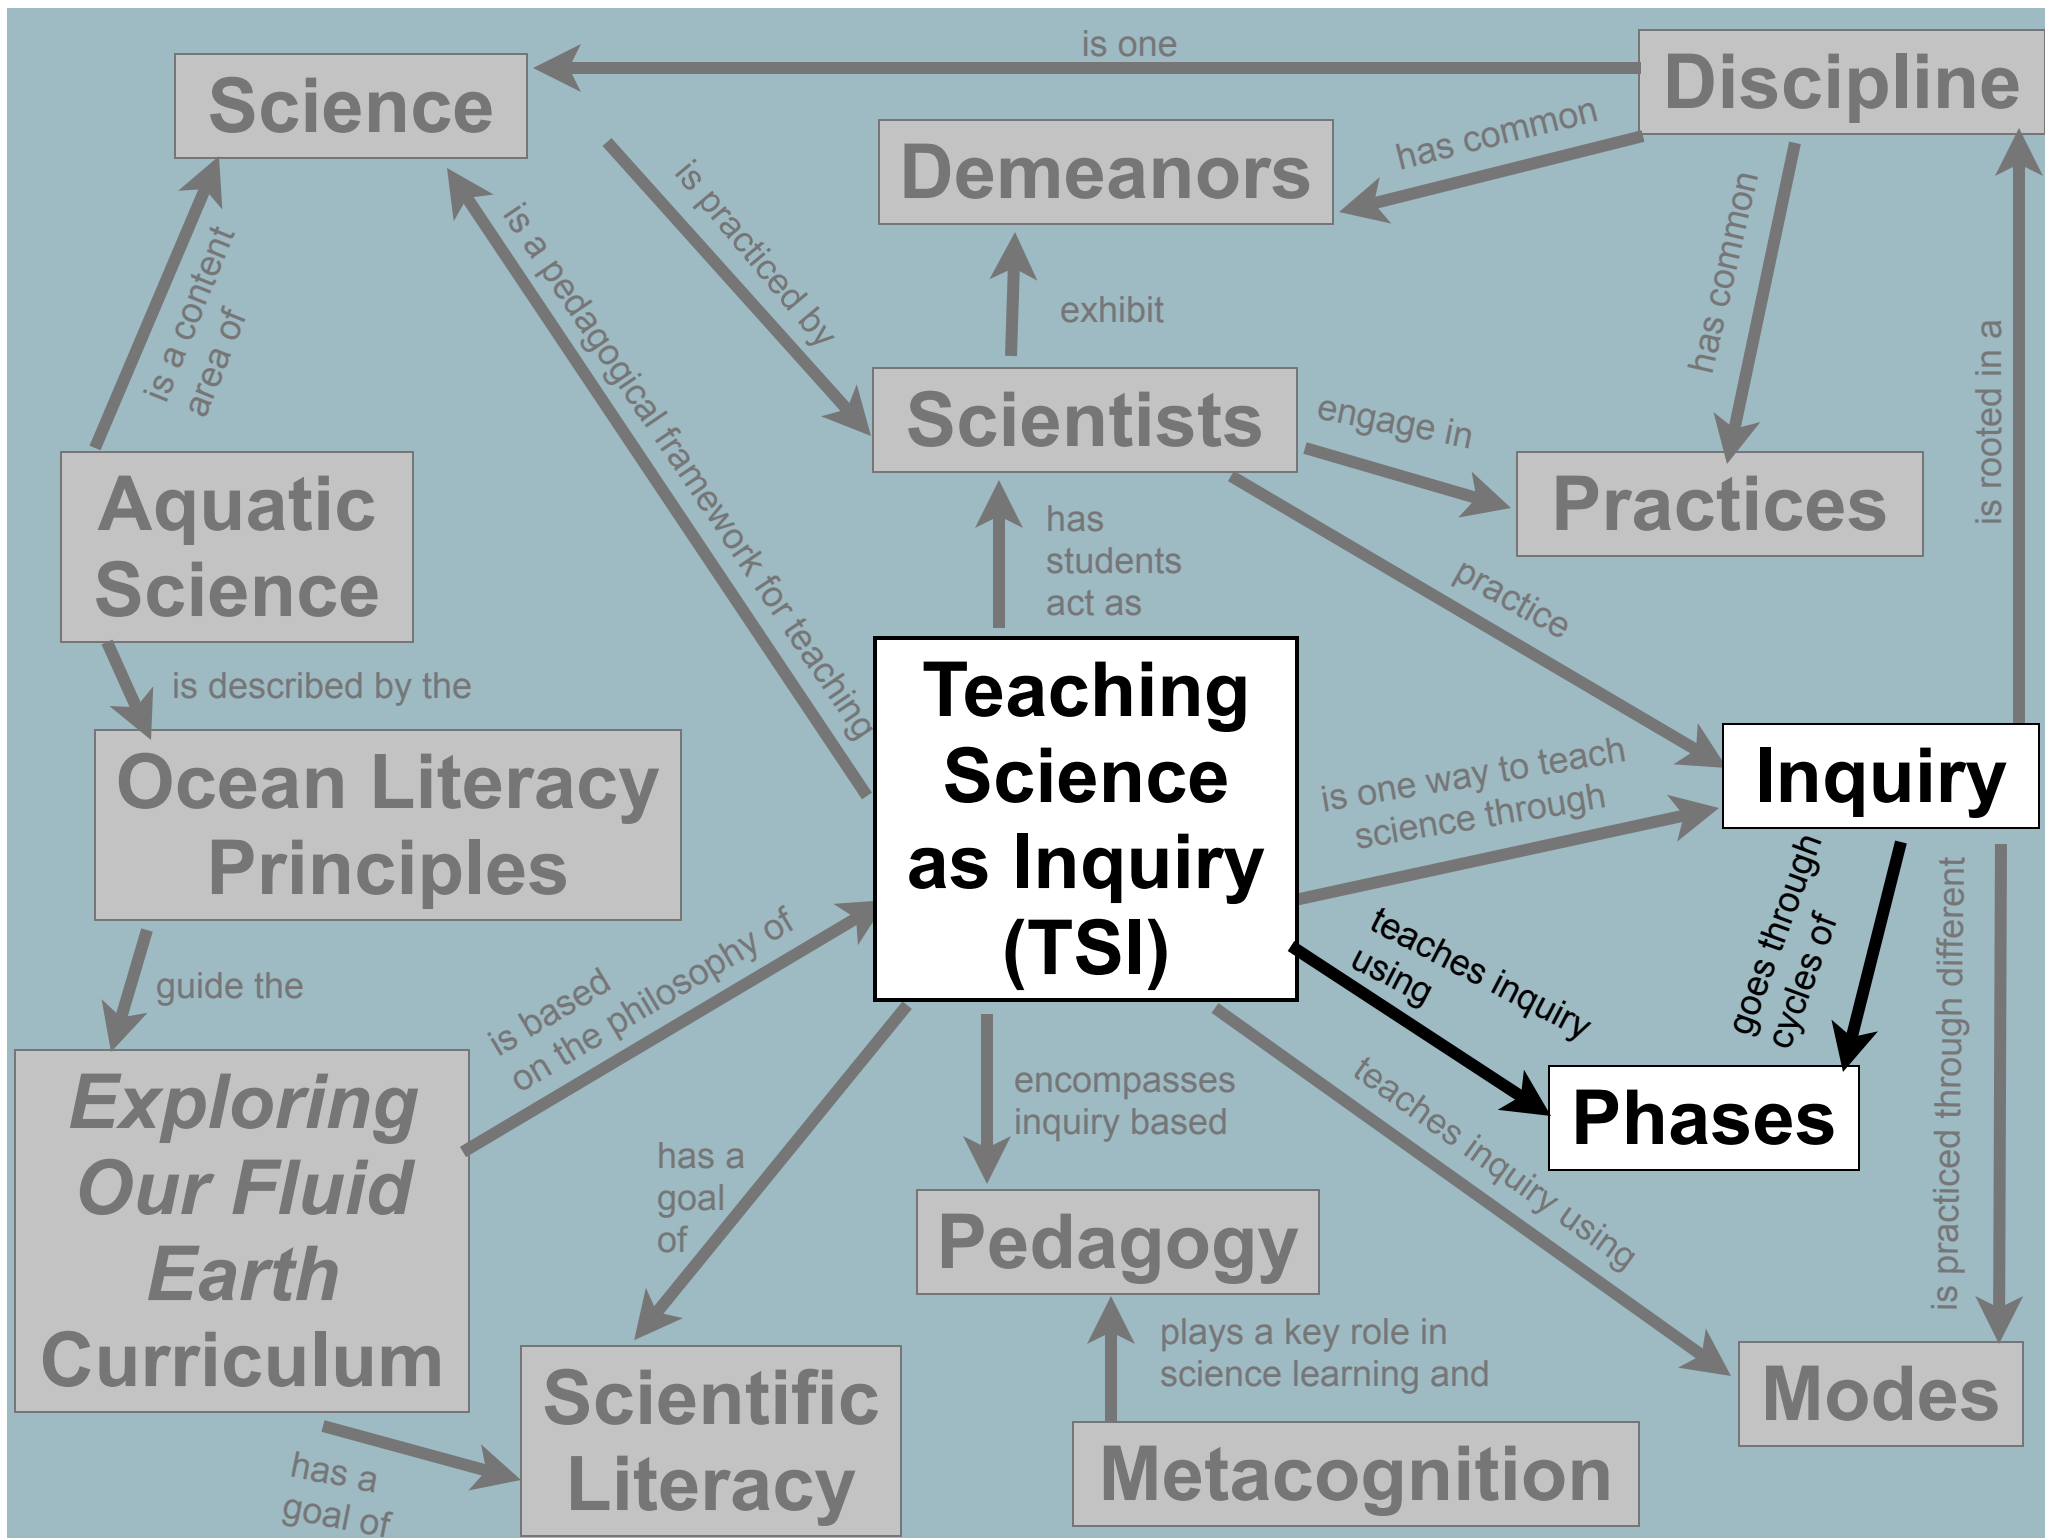 is one
Science
Discipline
has common
Demeanors
is practiced by
has common
is a content
area of
is a pedagogical framework for teaching
exhibit
is rooted in a
Scientists
engage in
Aquatic
Science
Practices
has
students
act as
practice
is described by the
Teaching
Science
as Inquiry
(TSI)
Ocean Literacy
Principles
is one way to teach
science through
Inquiry
goes through
cycles of
is practiced through different
teaches inquiry
using
guide the
is based
on the philosophy of
Exploring
Our Fluid
Earth
Curriculum
encompasses
inquiry based
teaches inquiry using
Phases
has a
goal
of
Pedagogy
plays a key role in
science learning and
Scientific
Literacy
Modes
Metacognition
has a
goal of